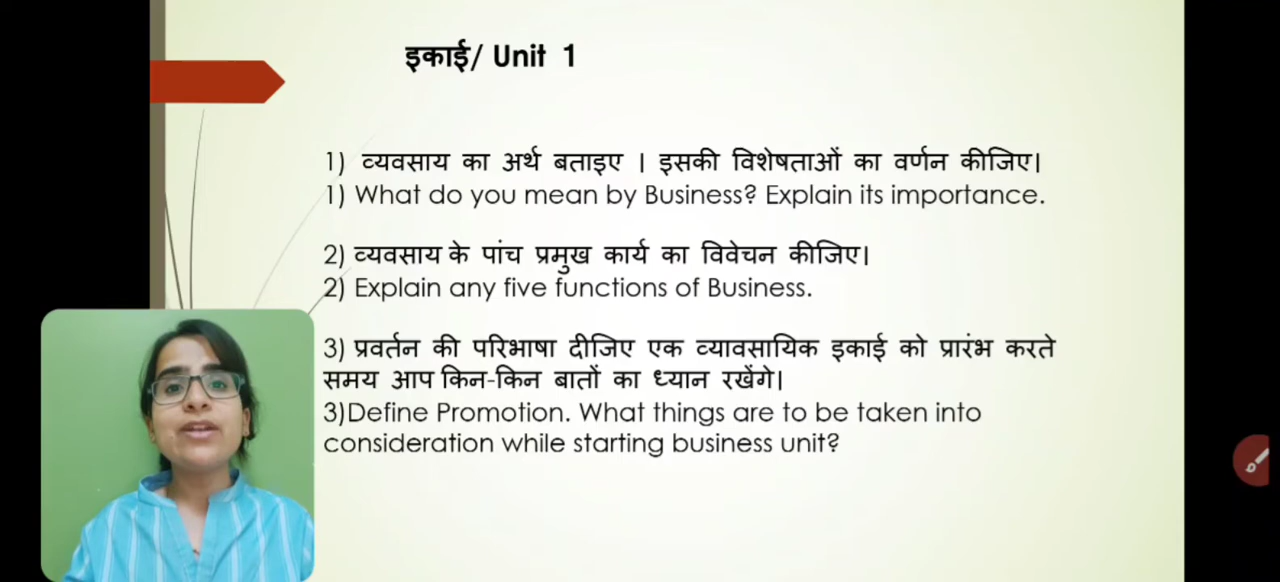 इकाई/ Unit 1
1) व्यवसाय का अर्थ बताइए । इसकी विशेषताओं का वर्णन कीजिए।
1) What do you mean by Business? Explain its importance.
2) व्यवसाय के पांच प्रमुख कार्य का विवेचन कीजिए।
2) Explain any five functions of Business.
3) प्रवर्तन की परिभाषा दीजिए एक व्यावसायिक इकाई को प्रारंभ करते
समय आप किन-किन बातों का ध्यान रखेंगे।
3)Define Promotion. What things are to be taken into
consideration while starting business unit?